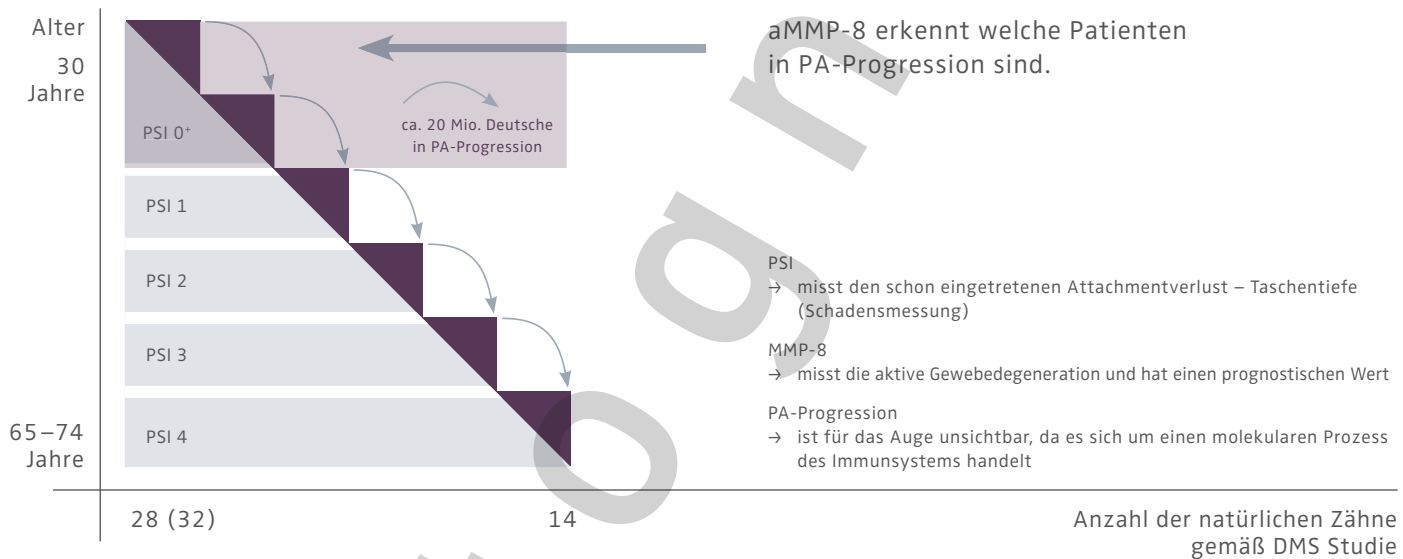 Alter
30
Jahre
PSI 0+
ca. 20 Mio. Deutsche
in PA-Progression
PSI 1
PSI 2
PSI 3
PSI 4
65–74
Jahre
28 (32)
14
Anzahl der natürlichen Zähne
gemäß DMS Studie
aMMP-8 erkennt welche Patienten
in PA-Progression sind.
PSI
→ misst den schon eingetretenen Attachmentverlust – Taschentiefe
(Schadensmessung)
MMP-8
→ misst die aktive Gewebedegeneration und hat einen prognostischen Wert
PA-Progression
→ ist für das Auge unsichtbar, da es sich um einen molekularen Prozess
des Immunsystems handelt
o g n